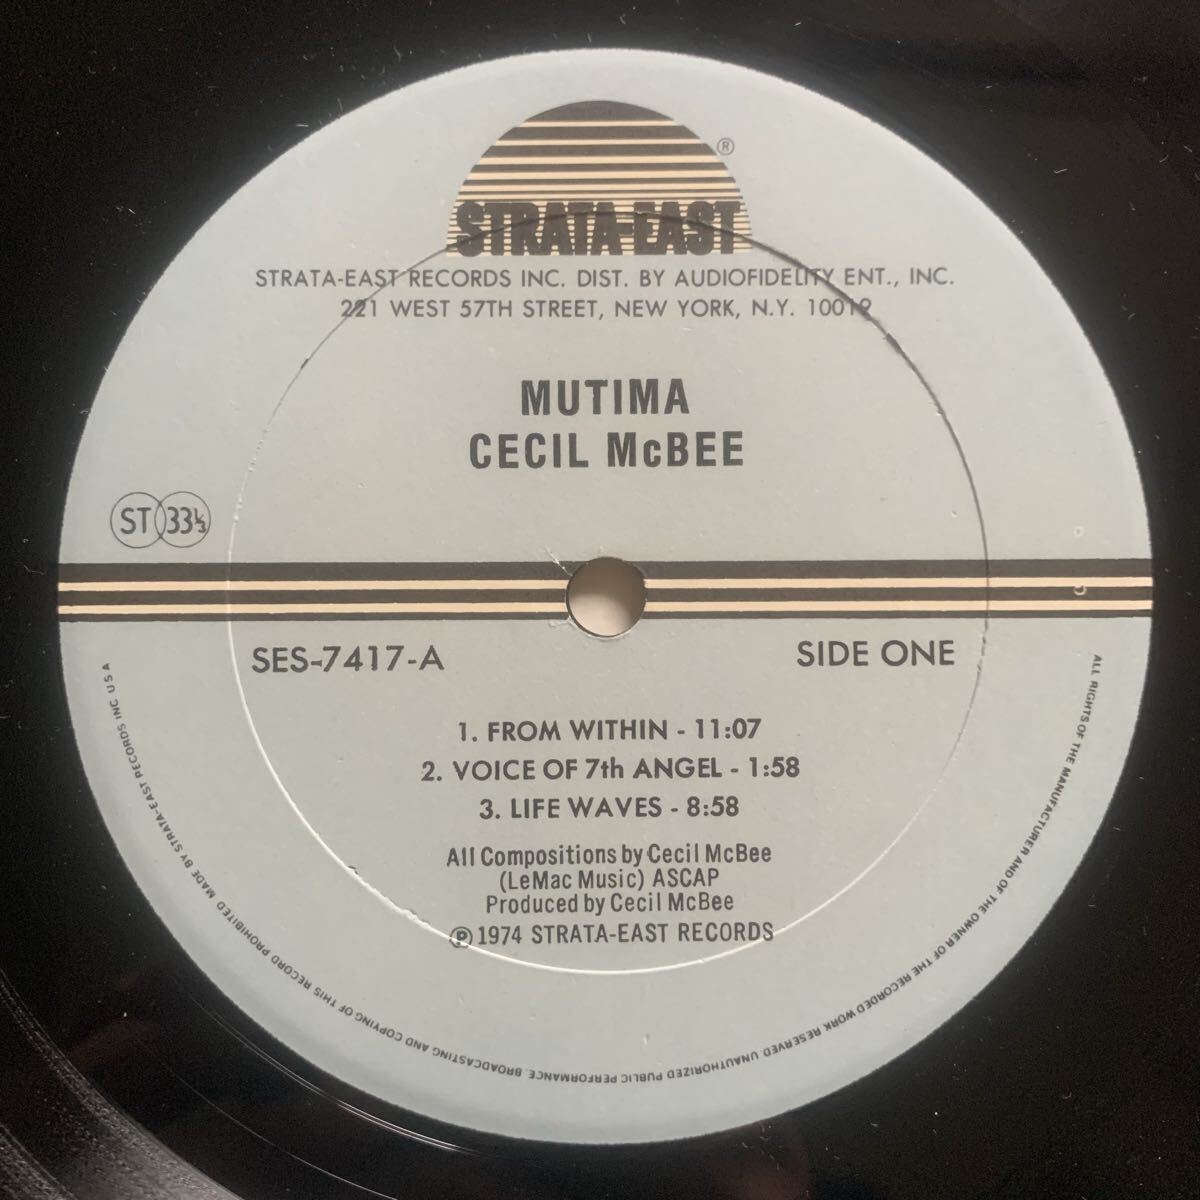 STRATA-EAST
®
STRATA-EAST RECORDS INC. DIST. BY AUDIOFIDELITY ENT., INC.
221 WEST 57TH STREET, NEW YORK, N.Y. 10019
MUTIMA
CECIL McBEE
ST 33⅓
SES-7417-A
SIDE ONE
1. FROM WITHIN - 11:07
2. VOICE OF 7th ANGEL - 1:58
3. LIFE WAVES - 8:58
All Compositions by Cecil McBee
(LeMac Music) ASCAP
Produced by Cecil McBee
℗ 1974 STRATA-EAST RECORDS
ALL RIGHTS OF THE MANUFACTURER AND OF THE OWNER OF THE RECORDED WORK RESERVED UNAUTHORIZED PUBLIC PERFORMANCE. BROADCASTING AND COPYING OF THIS RECORD PROHIBITED MADE BY STRATA-EAST RECORDS INC U S A